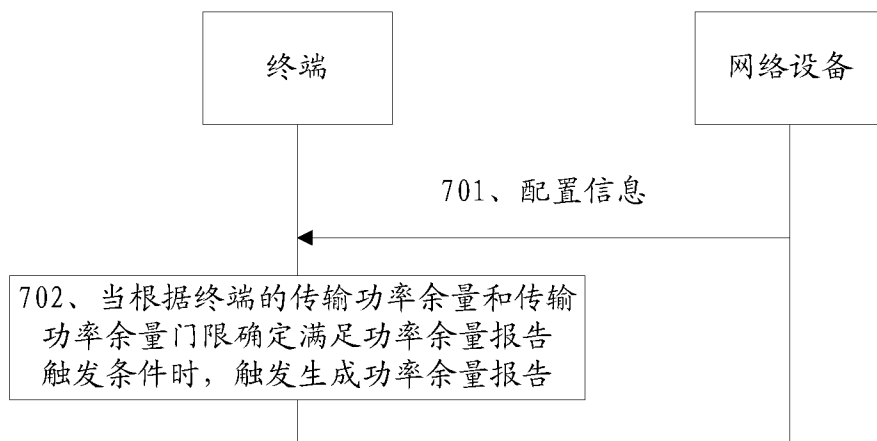 终端
网络设备
701、配置信息
702、当根据终端的传输功率余量和传输
功率余量门限确定满足功率余量报告
触发条件时，触发生成功率余量报告